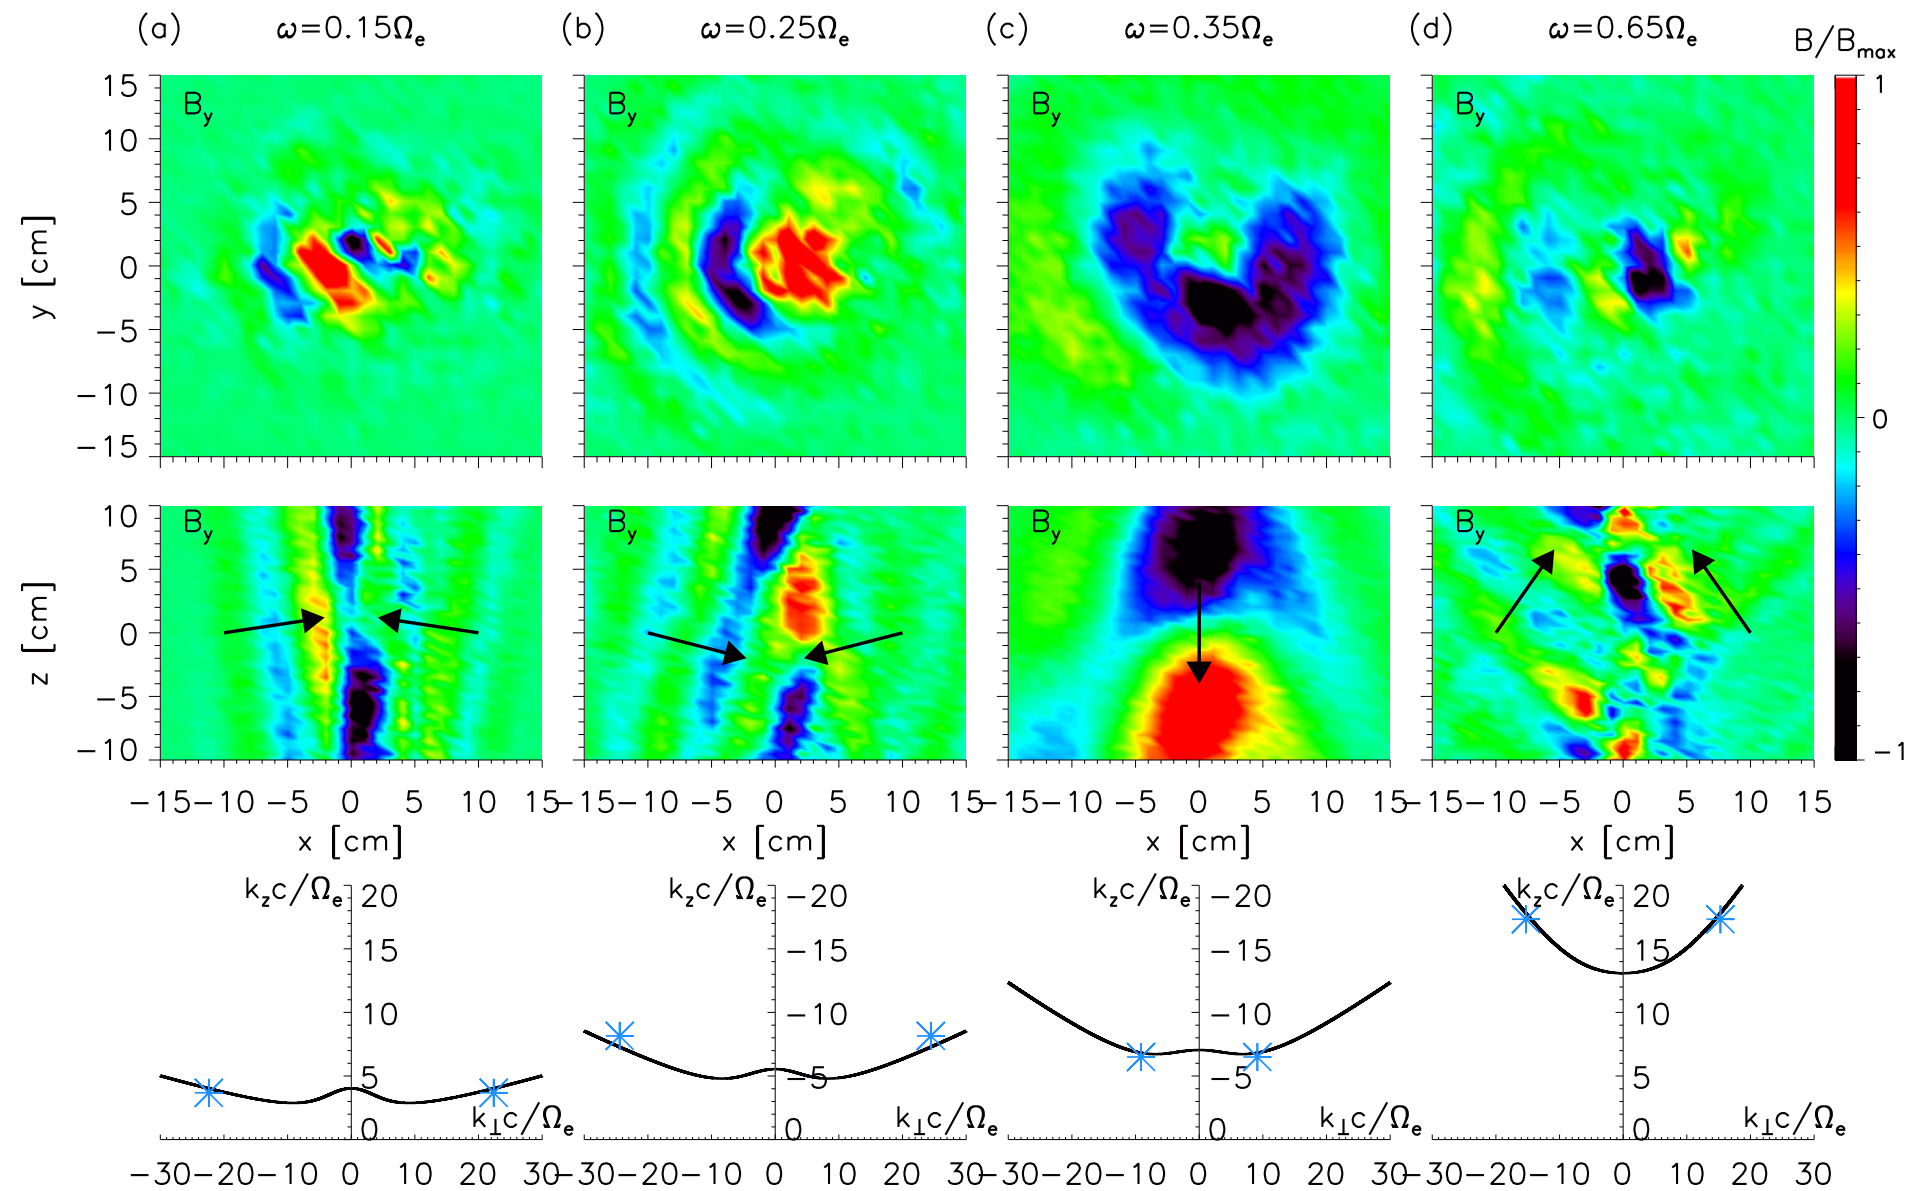 (a) ω=0.15Ωe (b) ω=0.25Ωe (c) ω=0.35Ωe (d) ω=0.65Ωe B/Bmax
15 By By By By 1
10
5
y [cm] 0 0
−5
−10
−15
10 By By By By
5
z [cm] 0
−5
−10 −1
−15 −10 −5 0 5 10 15 −15 −10 −5 0 5 10 15 −15 −10 −5 0 5 10 15 −15 −10 −5 0 5 10 15
x [cm] x [cm] x [cm] x [cm]
kzc/Ωe 20 kzc/Ωe −20 kzc/Ωe −20 kzc/Ωe 20
15 −15 −15 15
10 −10 −10 10
5 −5 −5 5
k⊥c/Ωe k⊥c/Ωe k⊥c/Ωe k⊥c/Ωe
0 0 0 0
−30 −20 −10 0 10 20 30 −30 −20 −10 0 10 20 30 −30 −20 −10 0 10 20 30 −30 −20 −10 0 10 20 30